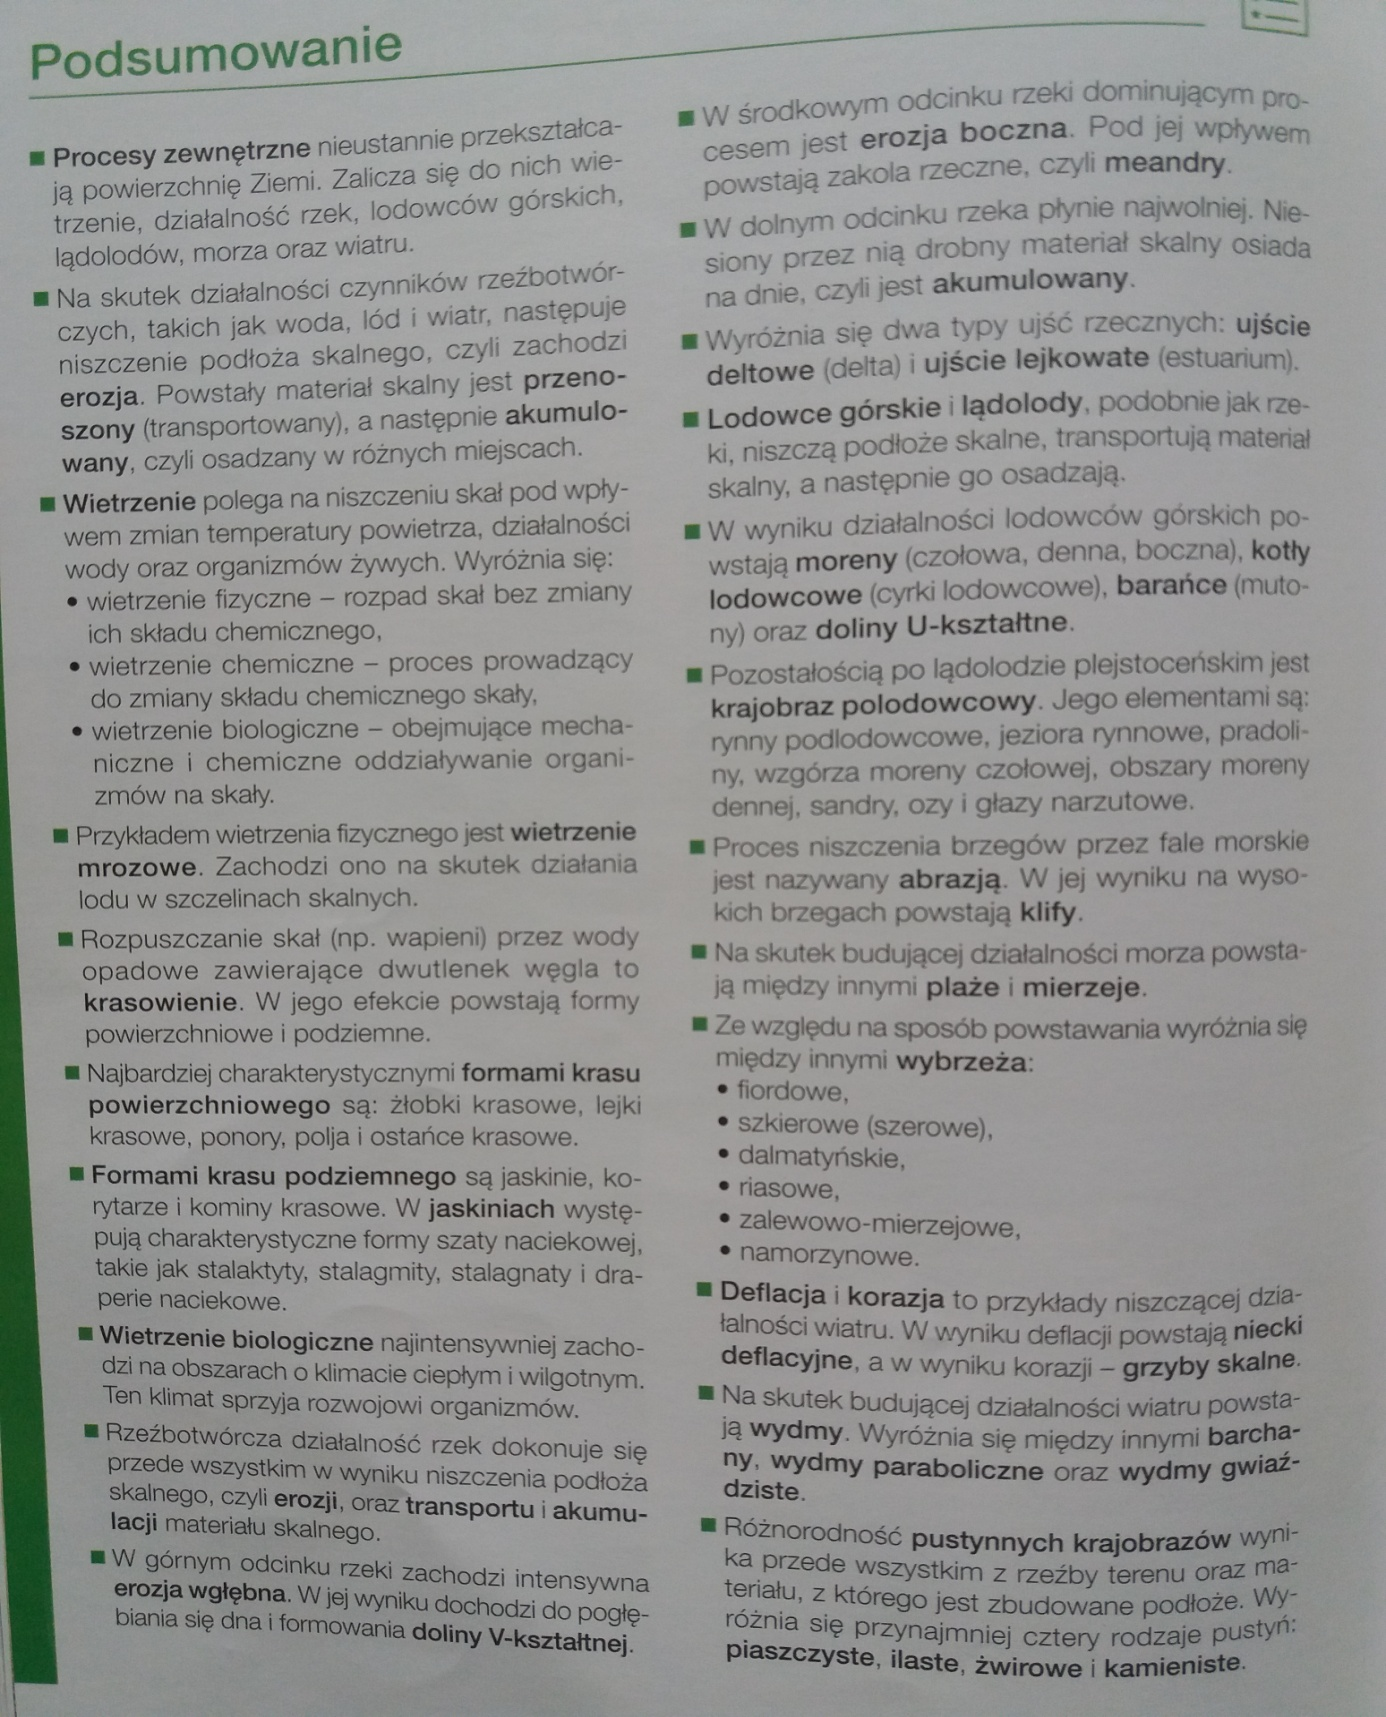 Podsumowanie
■ Procesy zewnętrzne nieustannie przekształca-
ją powierzchnię Ziemi. Zalicza się do nich wie-
trzenie, działalność rzek, lodowców górskich,
lądolodów, morza oraz wiatru.
■ Na skutek działalności czynników rzeźbotwór-
czych, takich jak woda, lód i wiatr, następuje
niszczenie podłoża skalnego, czyli zachodzi
erozja. Powstały materiał skalny jest przeno-
szony (transportowany), a następnie akumulo-
wany, czyli osadzany w różnych miejscach.
■ Wietrzenie polega na niszczeniu skał pod wpły-
wem zmian temperatury powietrza, działalności
wody oraz organizmów żywych. Wyróżnia się:
• wietrzenie fizyczne – rozpad skał bez zmiany
ich składu chemicznego,
• wietrzenie chemiczne – proces prowadzący
do zmiany składu chemicznego skały,
• wietrzenie biologiczne – obejmujące mecha-
niczne i chemiczne oddziaływanie organi-
zmów na skały.
■ Przykładem wietrzenia fizycznego jest wietrzenie
mrozowe. Zachodzi ono na skutek działania
lodu w szczelinach skalnych.
■ Rozpuszczanie skał (np. wapieni) przez wody
opadowe zawierające dwutlenek węgla to
krasowienie. W jego efekcie powstają formy
powierzchniowe i podziemne.
■ Najbardziej charakterystycznymi formami krasu
powierzchniowego są: żłobki krasowe, lejki
krasowe, ponory, polja i ostańce krasowe.
■ Formami krasu podziemnego są jaskinie, ko-
rytarze i kominy krasowe. W jaskiniach wystę-
pują charakterystyczne formy szaty naciekowej,
takie jak stalaktyty, stalagmity, stalagnaty i dra-
perie naciekowe.
■ Wietrzenie biologiczne najintensywniej zacho-
dzi na obszarach o klimacie ciepłym i wilgotnym.
Ten klimat sprzyja rozwojowi organizmów.
■ Rzeźbotwórcza działalność rzek dokonuje się
przede wszystkim w wyniku niszczenia podłoża
skalnego, czyli erozji, oraz transportu i akumu-
lacji materiału skalnego.
■ W górnym odcinku rzeki zachodzi intensywna
erozja wgłębna. W jej wyniku dochodzi do pogłę-
biania się dna i formowania doliny V-kształtnej.
■ W środkowym odcinku rzeki dominującym pro-
cesem jest erozja boczna. Pod jej wpływem
powstają zakola rzeczne, czyli meandry.
■ W dolnym odcinku rzeka płynie najwolniej. Nie-
siony przez nią drobny materiał skalny osiada
na dnie, czyli jest akumulowany.
■ Wyróżnia się dwa typy ujść rzecznych: ujście
deltowe (delta) i ujście lejkowate (estuarium).
■ Lodowce górskie i lądolody, podobnie jak rze-
ki, niszczą podłoże skalne, transportują materiał
skalny, a następnie go osadzają.
■ W wyniku działalności lodowców górskich po-
wstają moreny (czołowa, denna, boczna), kotły
lodowcowe (cyrki lodowcowe), barańce (muto-
ny) oraz doliny U-kształtne.
■ Pozostałością po lądolodzie plejstoceńskim jest
krajobraz polodowcowy. Jego elementami są:
rynny podlodowcowe, jeziora rynnowe, pradoli-
ny, wzgórza moreny czołowej, obszary moreny
dennej, sandry, ozy i głazy narzutowe.
■ Proces niszczenia brzegów przez fale morskie
jest nazywany abrazją. W jej wyniku na wyso-
kich brzegach powstają klify.
■ Na skutek budującej działalności morza powsta-
ją między innymi plaże i mierzeje.
■ Ze względu na sposób powstawania wyróżnia się
między innymi wybrzeża:
• fiordowe,
• szkierowe (szerowe),
• dalmatyńskie,
• riasowe,
• zalewowo-mierzejowe,
• namorzynowe.
■ Deflacja i korazja to przykłady niszczącej dzia-
łalności wiatru. W wyniku deflacji powstają niecki
deflacyjne, a w wyniku korazji – grzyby skalne.
■ Na skutek budującej działalności wiatru powsta-
ją wydmy. Wyróżnia się między innymi barcha-
ny, wydmy paraboliczne oraz wydmy gwiaź-
dziste.
■ Różnorodność pustynnych krajobrazów wyni-
ka przede wszystkim z rzeźby terenu oraz ma-
teriału, z którego jest zbudowane podłoże. Wy-
różnia się przynajmniej cztery rodzaje pustyń:
piaszczyste, ilaste, żwirowe i kamieniste.